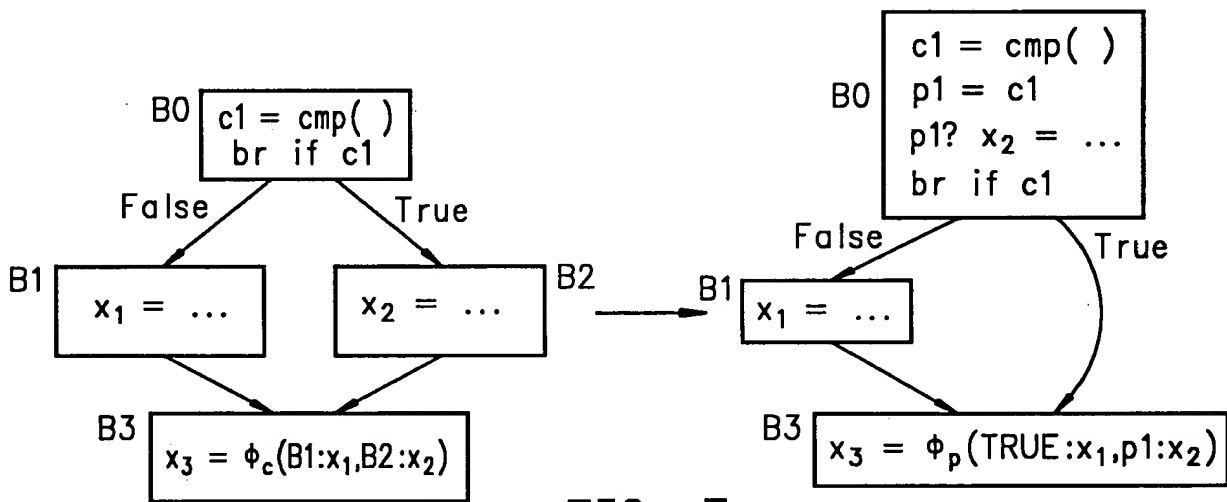 B0
c1 = cmp( )
br if c1
False
True
B1
x₁ = ...
x₂ = ...
B2
B3
x₃ = ϕc(B1:x₁,B2:x₂)
B0
c1 = cmp( )
p1 = c1
p1? x₂ = ...
br if c1
False
True
B1
x₁ = ...
B3
x₃ = ϕp(TRUE:x₁,p1:x₂)